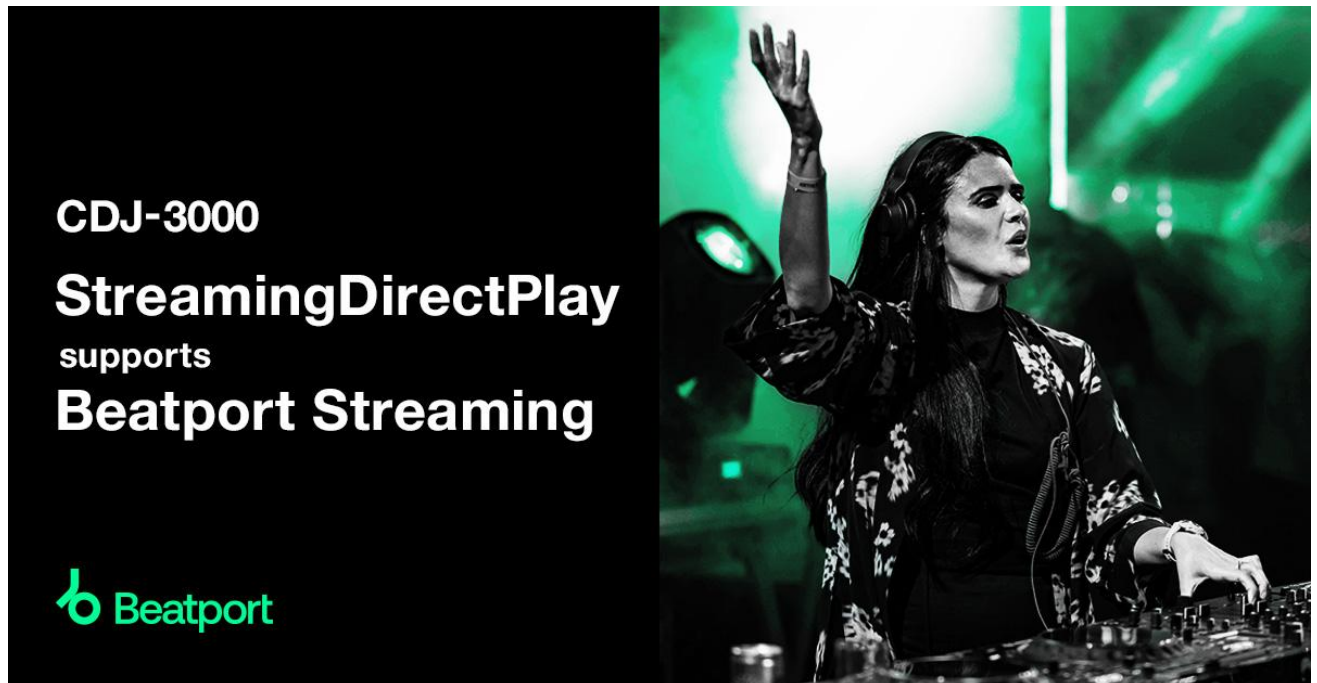 CDJ-3000
StreamingDirectPlay
supports
Beatport Streaming
Beatport